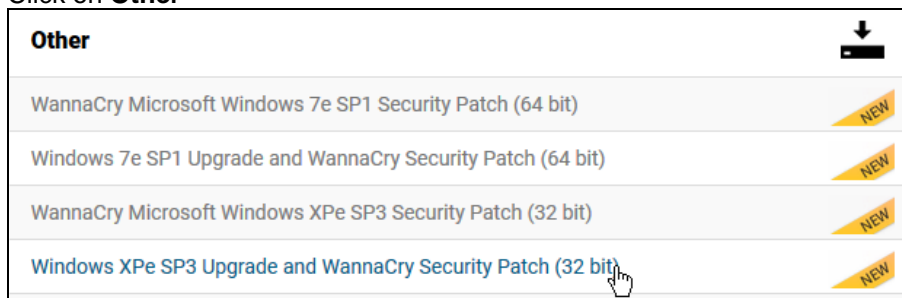 Click on Other
Other
WannaCry Microsoft Windows 7e SP1 Security Patch (64 bit)
NEW
Windows 7e SP1 Upgrade and WannaCry Security Patch (64 bit)
NEW
WannaCry Microsoft Windows XPe SP3 Security Patch (32 bit)
NEW
Windows XPe SP3 Upgrade and WannaCry Security Patch (32 bit)
NEW